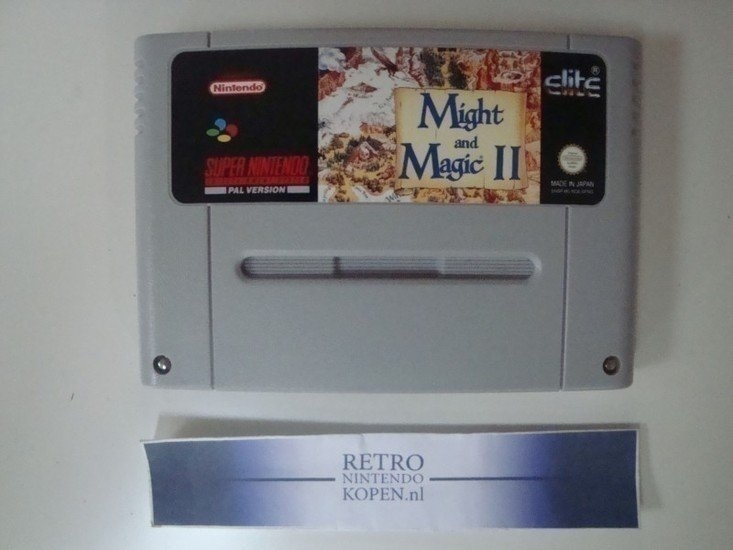 Nintendo
SUPER NINTENDO
PAL VERSION
Might
and
Magic II
elite
MADE IN JAPAN
RETRO
NINTENDO
KOPEN.nl